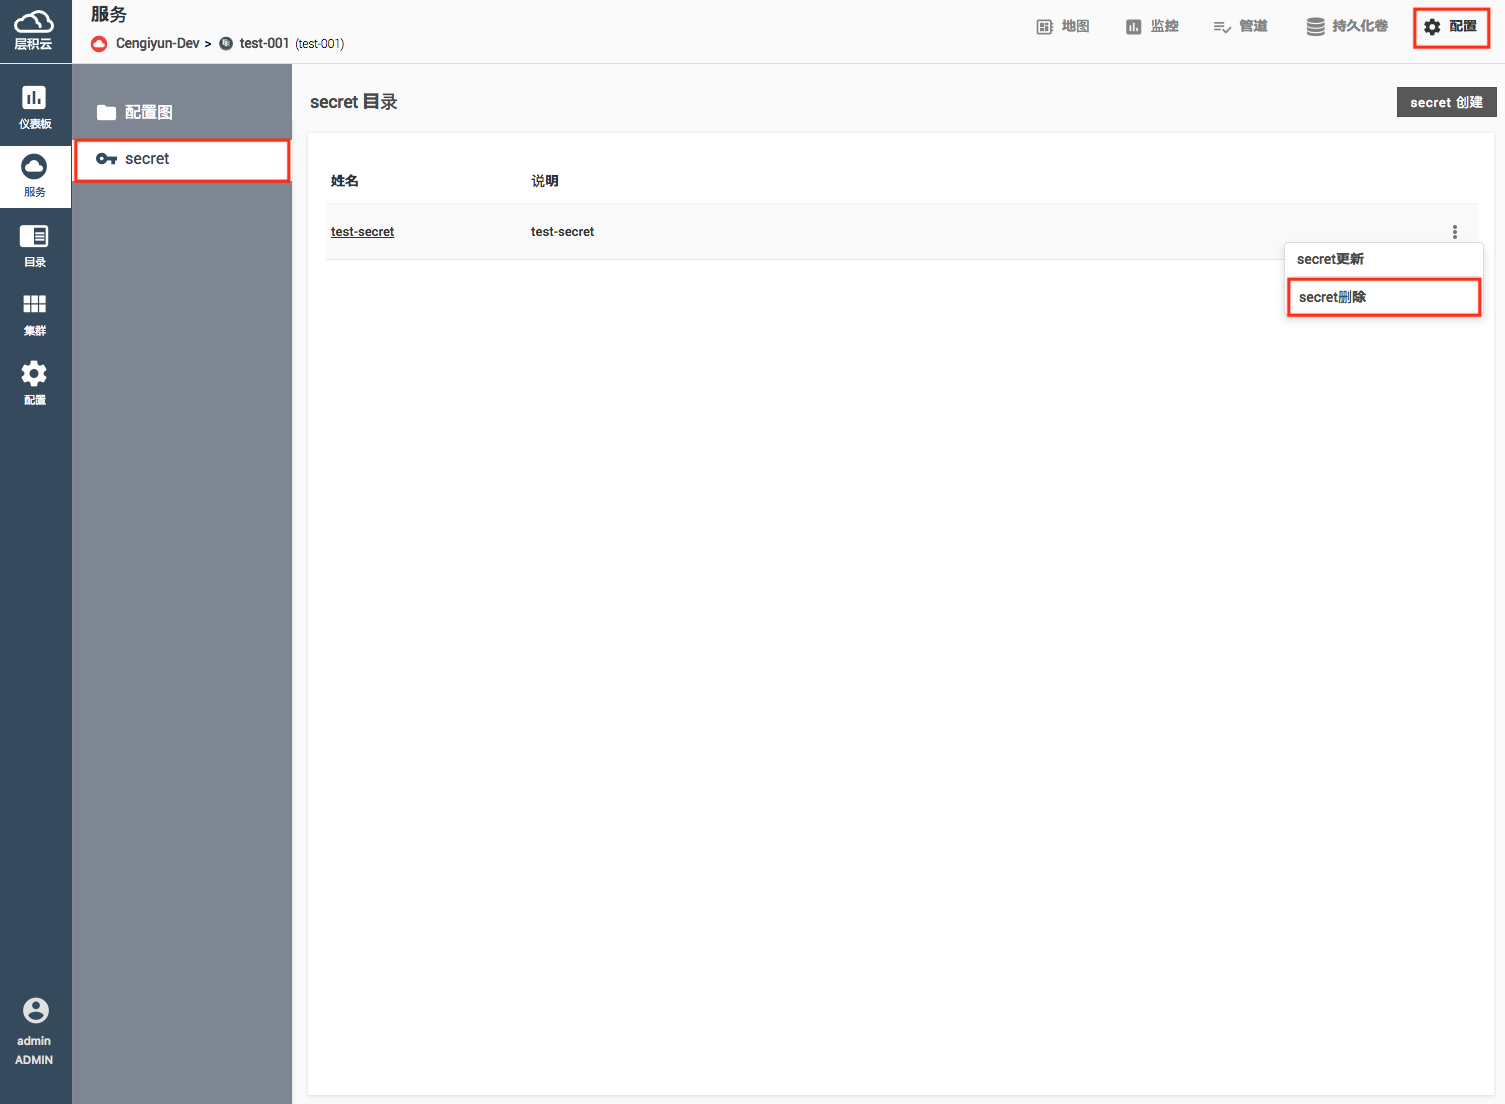 层积云
服务
Cengiyun-Dev > test-001 (test-001)
地图
监控
管道
持久化卷
配置
仪表板
服务
目录
集群
配置
admin
ADMIN
配置图
secret
secret 目录
secret 创建
姓名 说明
test-secret test-secret
secret更新
secret删除